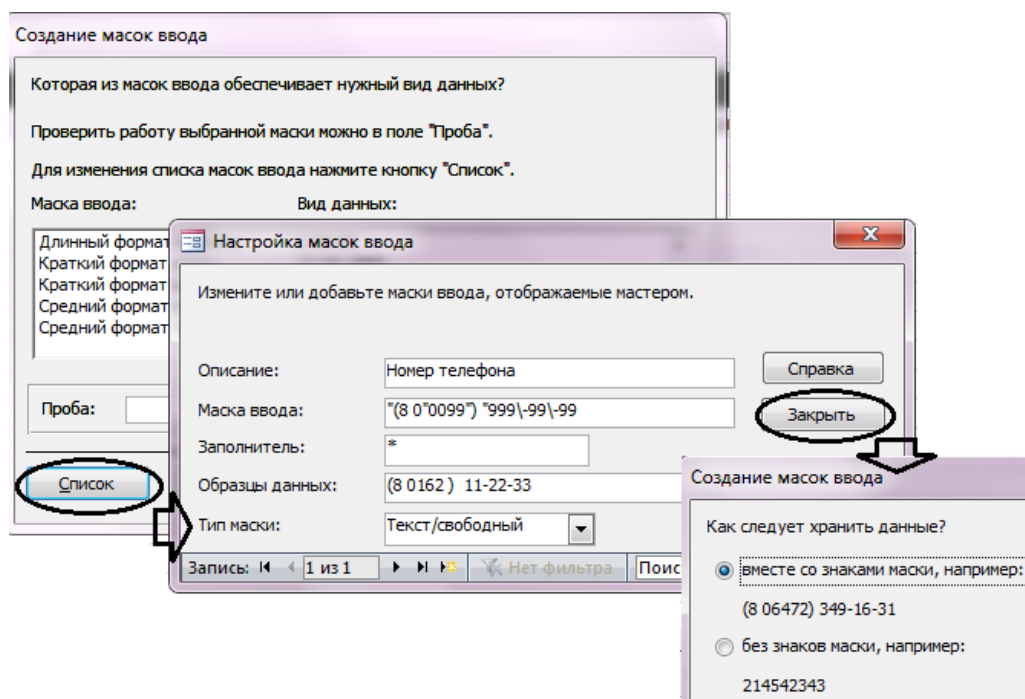 Создание масок ввода
Которая из масок ввода обеспечивает нужный вид данных?
Проверить работу выбранной маски можно в поле "Проба".
Для изменения списка масок ввода нажмите кнопку "Список".
Маска ввода: Вид данных:
Длинный формат
Краткий формат
Краткий формат
Средний формат
Средний формат
Проба:
Список
Настройка масок ввода
Измените или добавьте маски ввода, отображаемые мастером.
Описание: Номер телефона
Справка
Маска ввода: "(8 0"0099") "999\-99\-99
Закрыть
Заполнитель: *
Образцы данных: (8 0162 ) 11-22-33
Тип маски: Текст/свободный
Запись: 1 из 1 Нет фильтра Поис
Создание масок ввода
Как следует хранить данные?
вместе со знаками маски, например:
(8 06472) 349-16-31
без знаков маски, например:
214542343